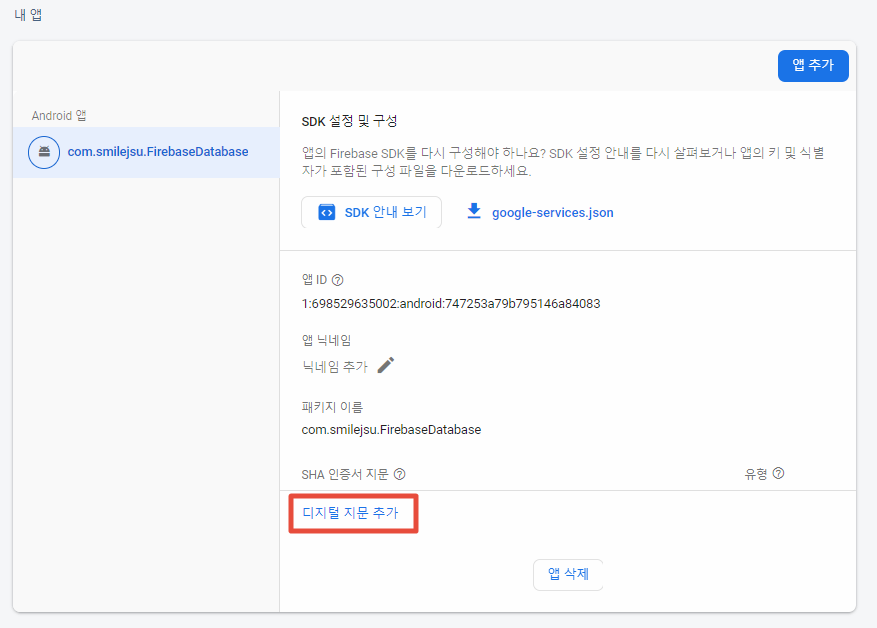 내 앱
앱 추가
Android 앱
com.smilejsu.FirebaseDatabase
SDK 설정 및 구성
앱의 Firebase SDK를 다시 구성해야 하나요? SDK 설정 안내를 다시 살펴보거나 앱의 키 및 식별
자가 포함된 구성 파일을 다운로드하세요.
SDK 안내 보기
google-services.json
앱 ID
1:698529635002:android:747253a79b795146a84083
앱 닉네임
닉네임 추가
패키지 이름
com.smilejsu.FirebaseDatabase
SHA 인증서 지문
유형
디지털 지문 추가
앱 삭제